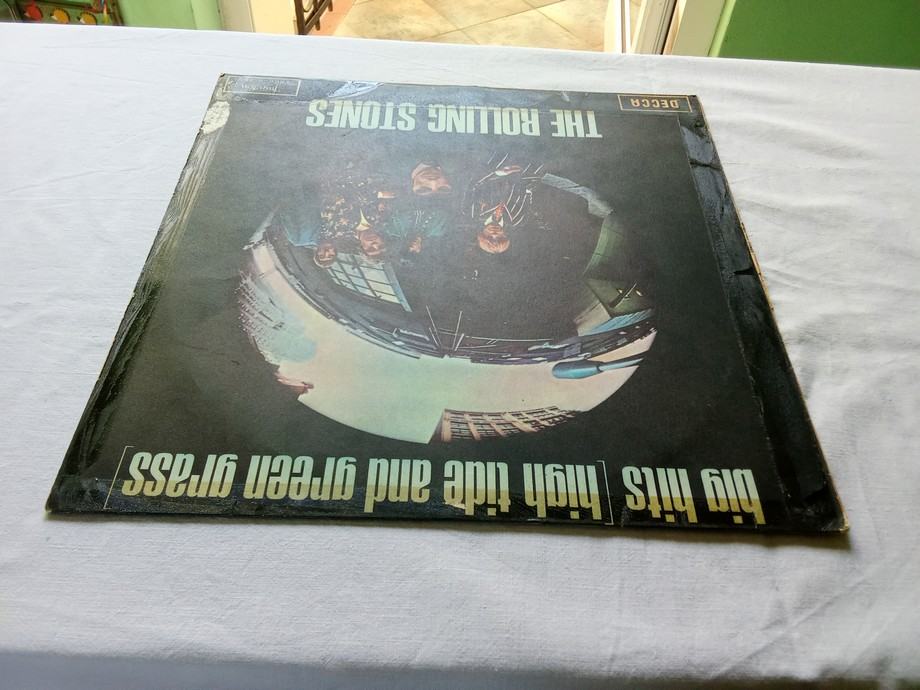 big hits [high tide and green grass]
THE ROLLING STONES
DECCA